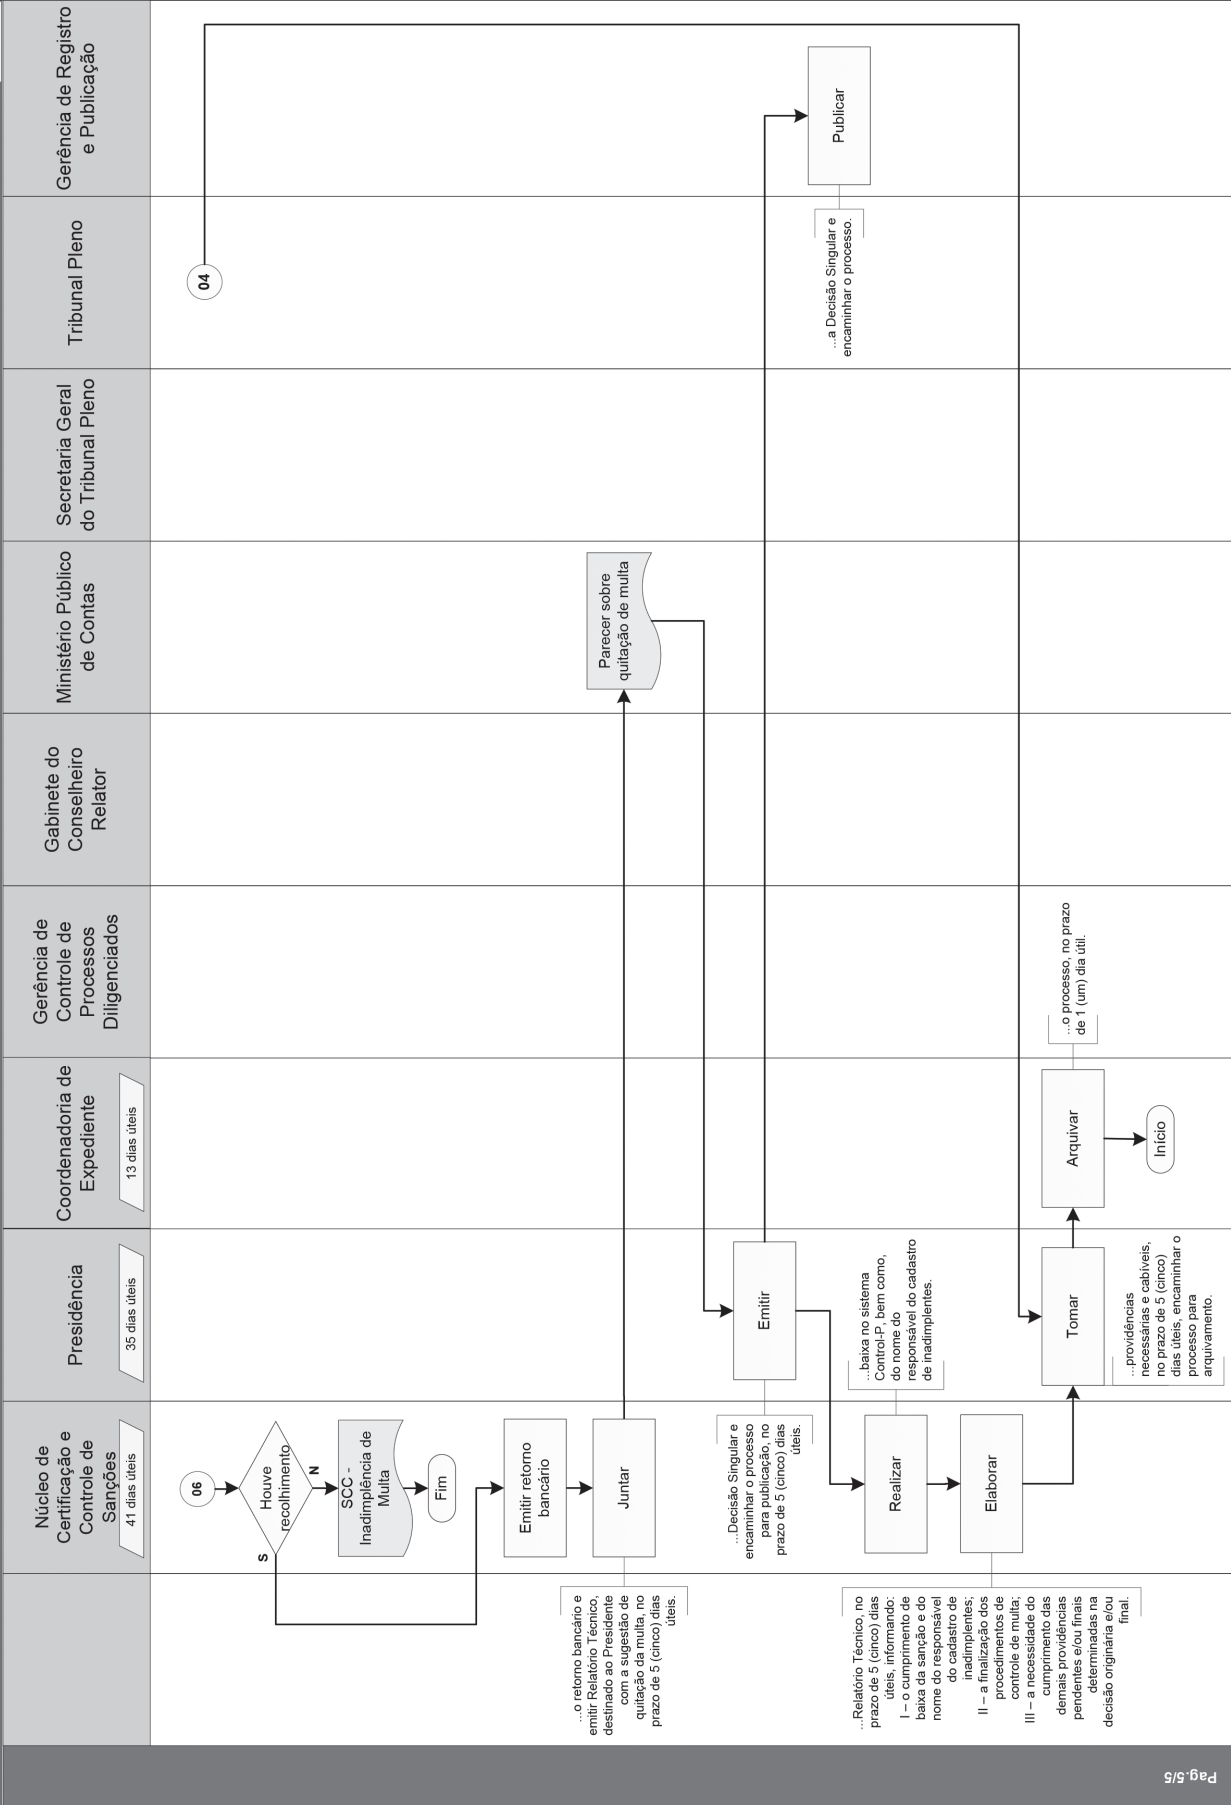 Núcleo de
Certificação e
Controle de
Sanções
41 dias úteis
Presidência
35 dias úteis
Coordenadoria de
Expediente
13 dias úteis
Gerência de
Controle de
Processos
Diligenciados
Gabinete do
Conselheiro
Relator
Ministério Público
de Contas
Secretaria Geral
do Tribunal Pleno
Tribunal Pleno
Gerência de Registro
e Publicação
06
04
Houve
recolhimento
S
N
SCC -
Inadimplência de
Multa
Fim
Emitir retorno
bancário
Juntar
...o retorno bancário e
emitir Relatório Técnico,
destinado ao Presidente
com a sugestão de
quitação da multa, no
prazo de 5 (cinco) dias
úteis.
Parecer sobre
quitação de multa
Emitir
...Decisão Singular e
encaminhar o processo
para publicação, no
prazo de 5 (cinco) dias
úteis.
Publicar
...a Decisão Singular e
encaminhar o processo.
Realizar
...baixa no sistema
Control-P, bem como,
do nome do
responsável do cadastro
de inadimplentes.
Elaborar
...Relatório Técnico, no
prazo de 5 (cinco) dias
úteis, informando:
I – o cumprimento de
baixa da sanção e do
nome do responsável
do cadastro de
inadimplentes;
II – a finalização dos
procedimentos de
controle de multa;
III – a necessidade do
cumprimento das
demais providências
pendentes e/ou finais
determinadas na
decisão originária e/ou
final.
Tomar
...providências
necessárias e cabíveis,
no prazo de 5 (cinco)
dias úteis, encaminhar o
processo para
arquivamento.
Arquivar
...o processo, no prazo
de 1 (um) dia útil.
Início
Pag.5/5